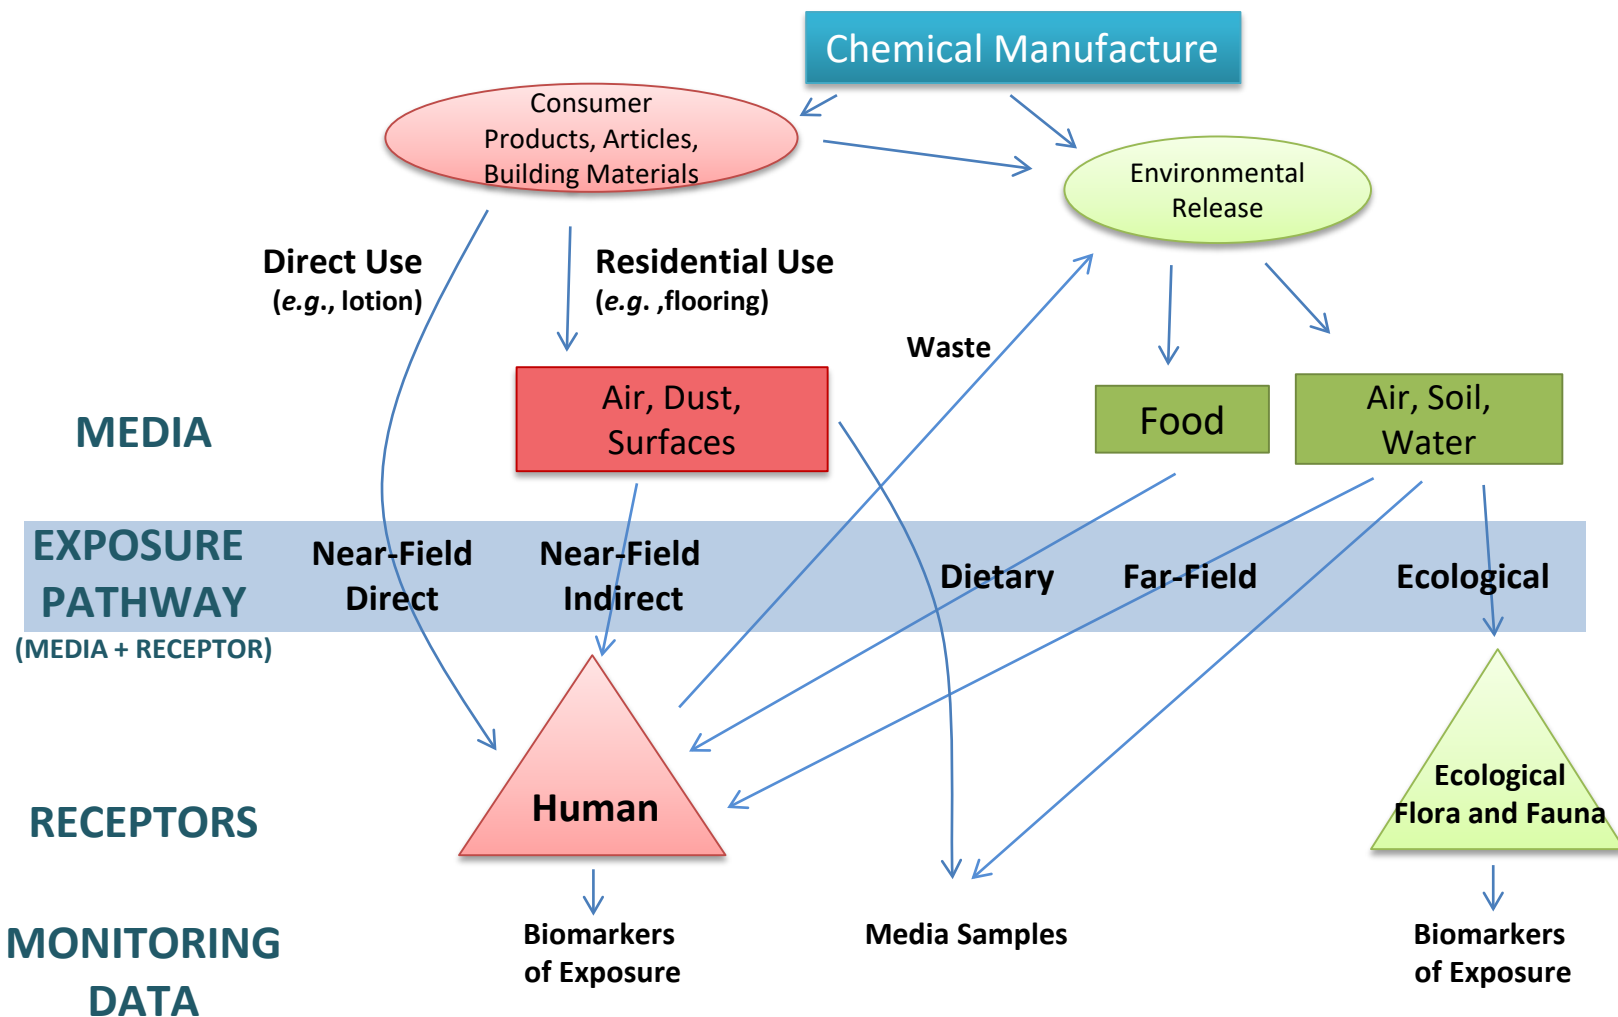 Chemical Manufacture
Consumer
Products, Articles,
Building Materials
Environmental
Release
Direct Use
(e.g., lotion)
Residential Use
(e.g. ,flooring)
Waste
MEDIA
Air, Dust,
Surfaces
Food
Air, Soil,
Water
EXPOSURE
PATHWAY
(MEDIA + RECEPTOR)
Near-Field
Direct
Near-Field
Indirect
Dietary
Far-Field
Ecological
RECEPTORS
Human
Ecological
Flora and Fauna
MONITORING
DATA
Biomarkers
of Exposure
Media Samples
Biomarkers
of Exposure